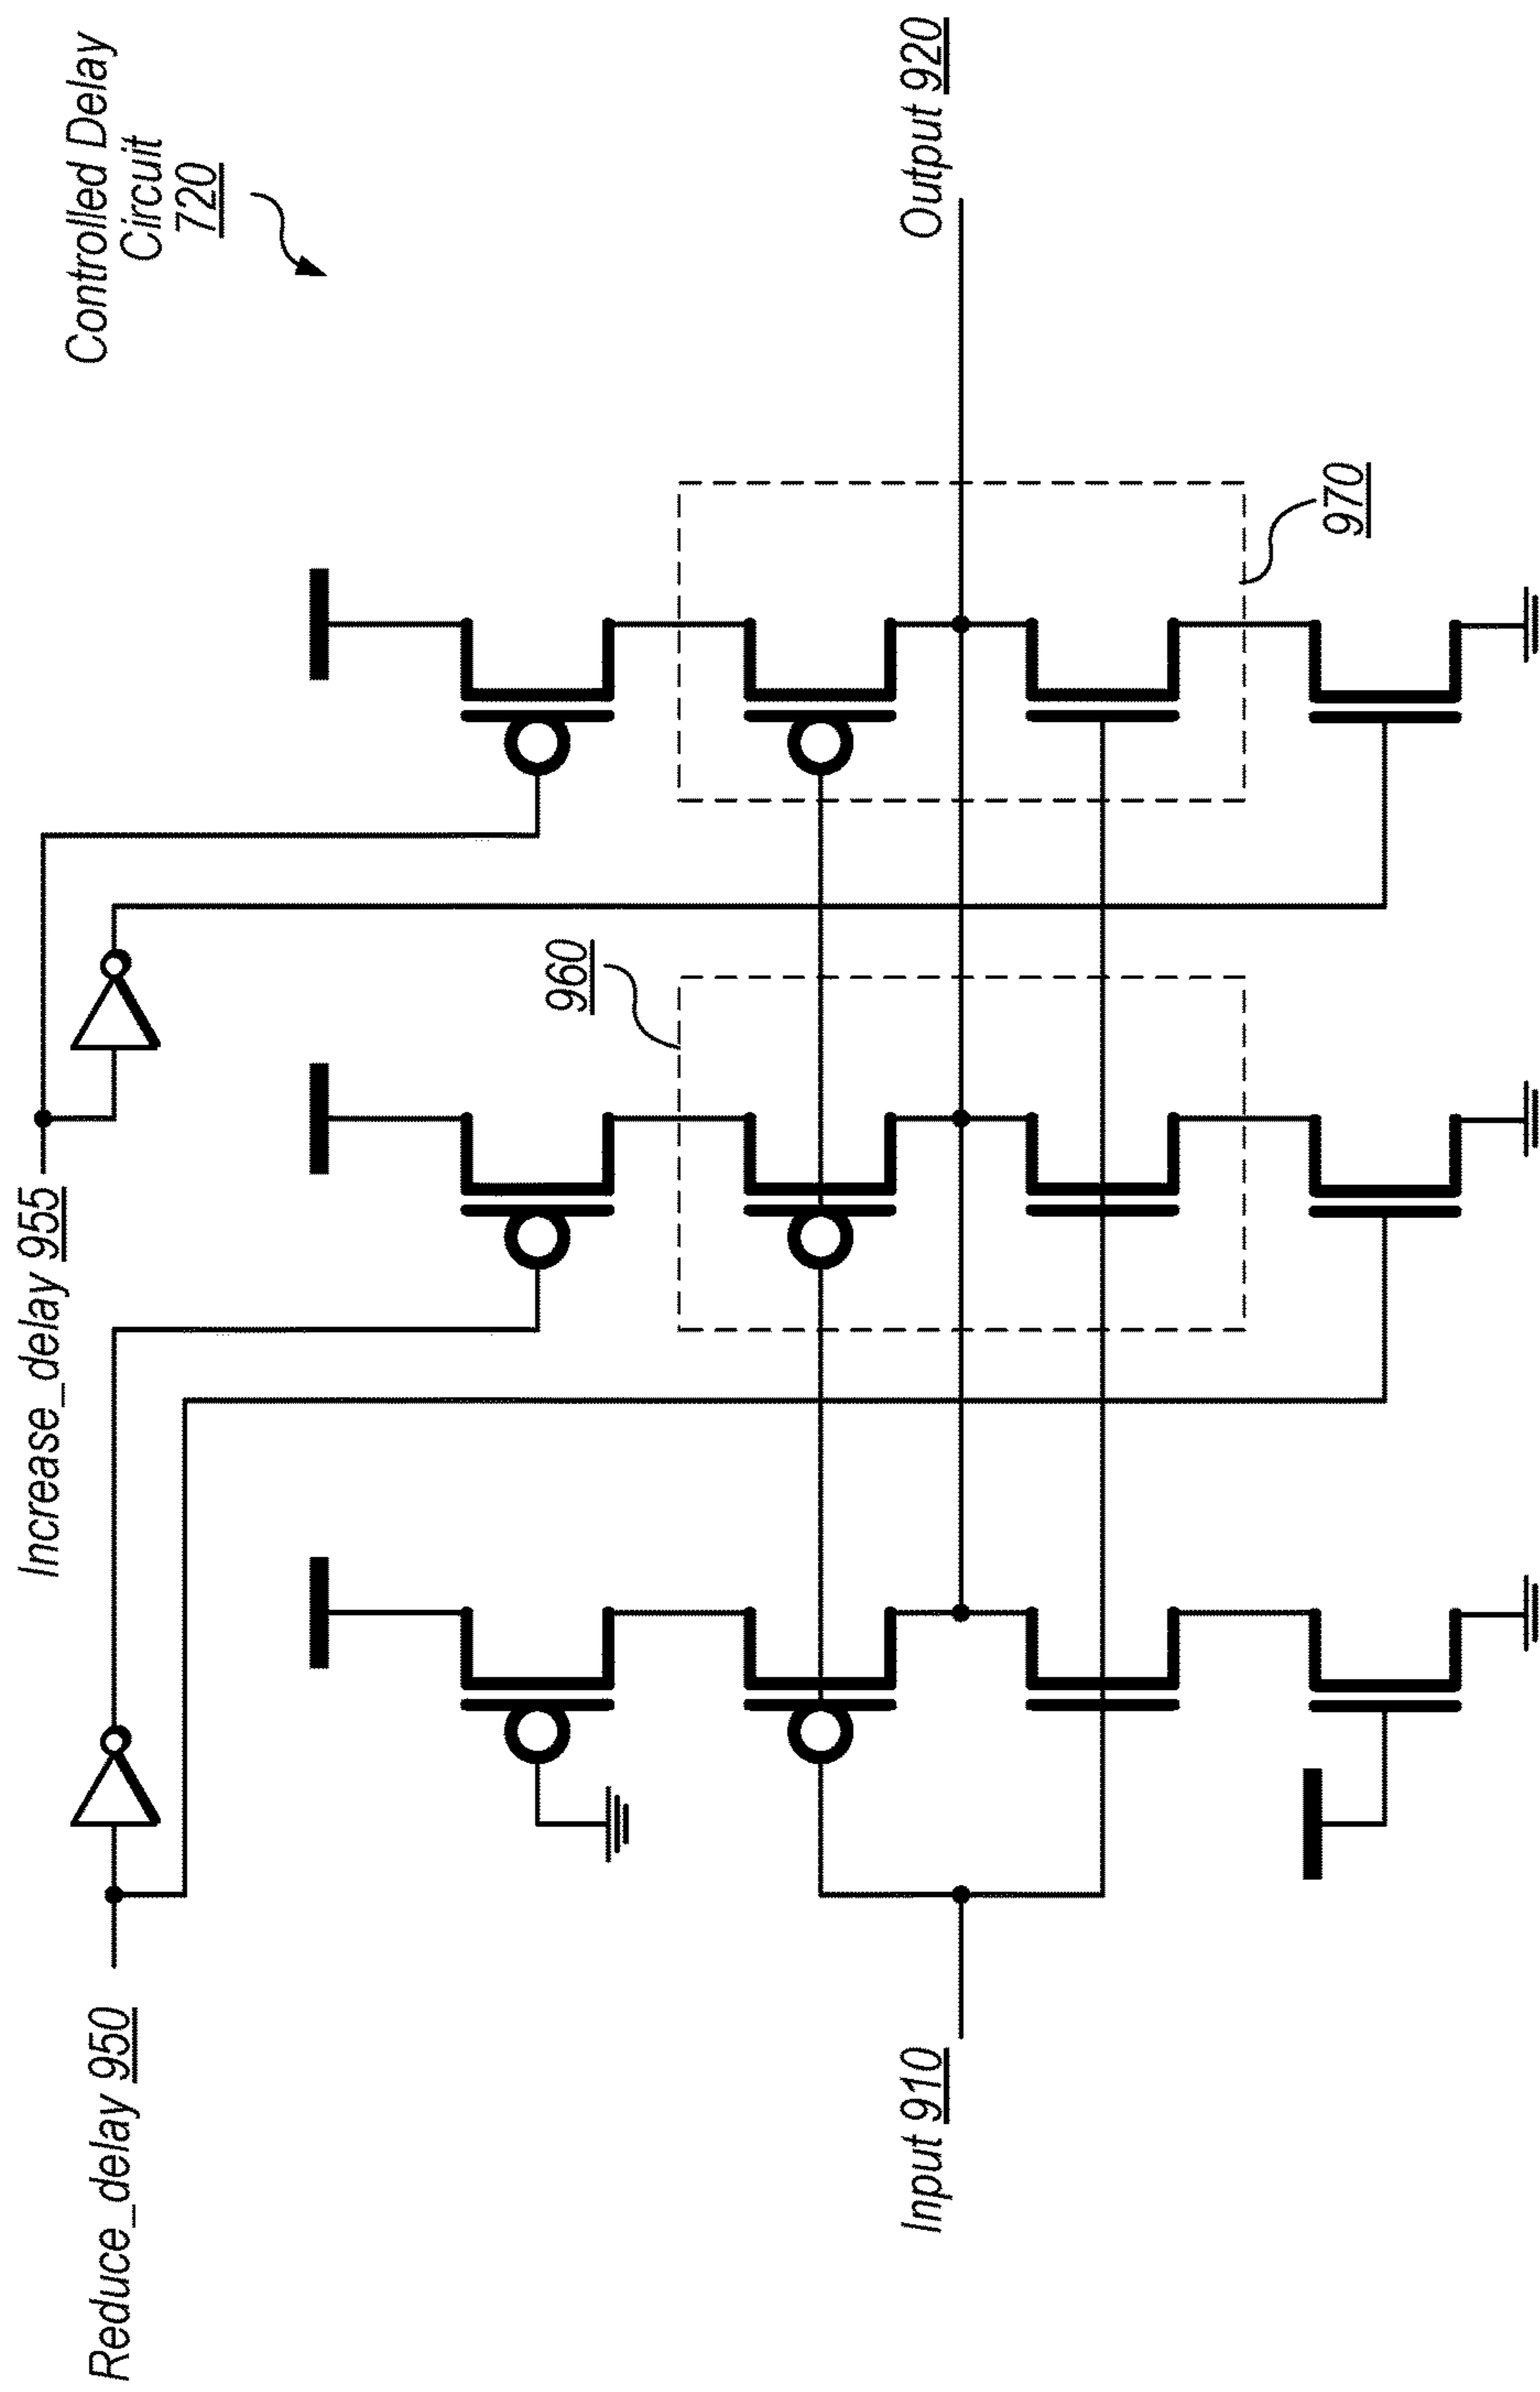 Controlled Delay
Circuit
720
Increase_delay 955
Reduce_delay 950
960
970
Input 910
Output 920